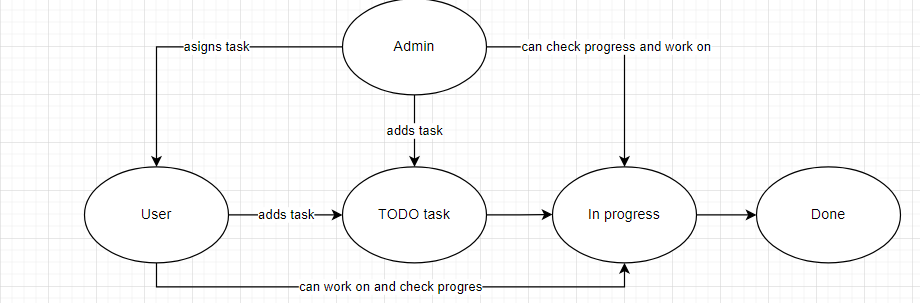 Admin
asigns task
can check progress and work on
adds task
User
adds task
TODO task
In progress
Done
can work on and check progres